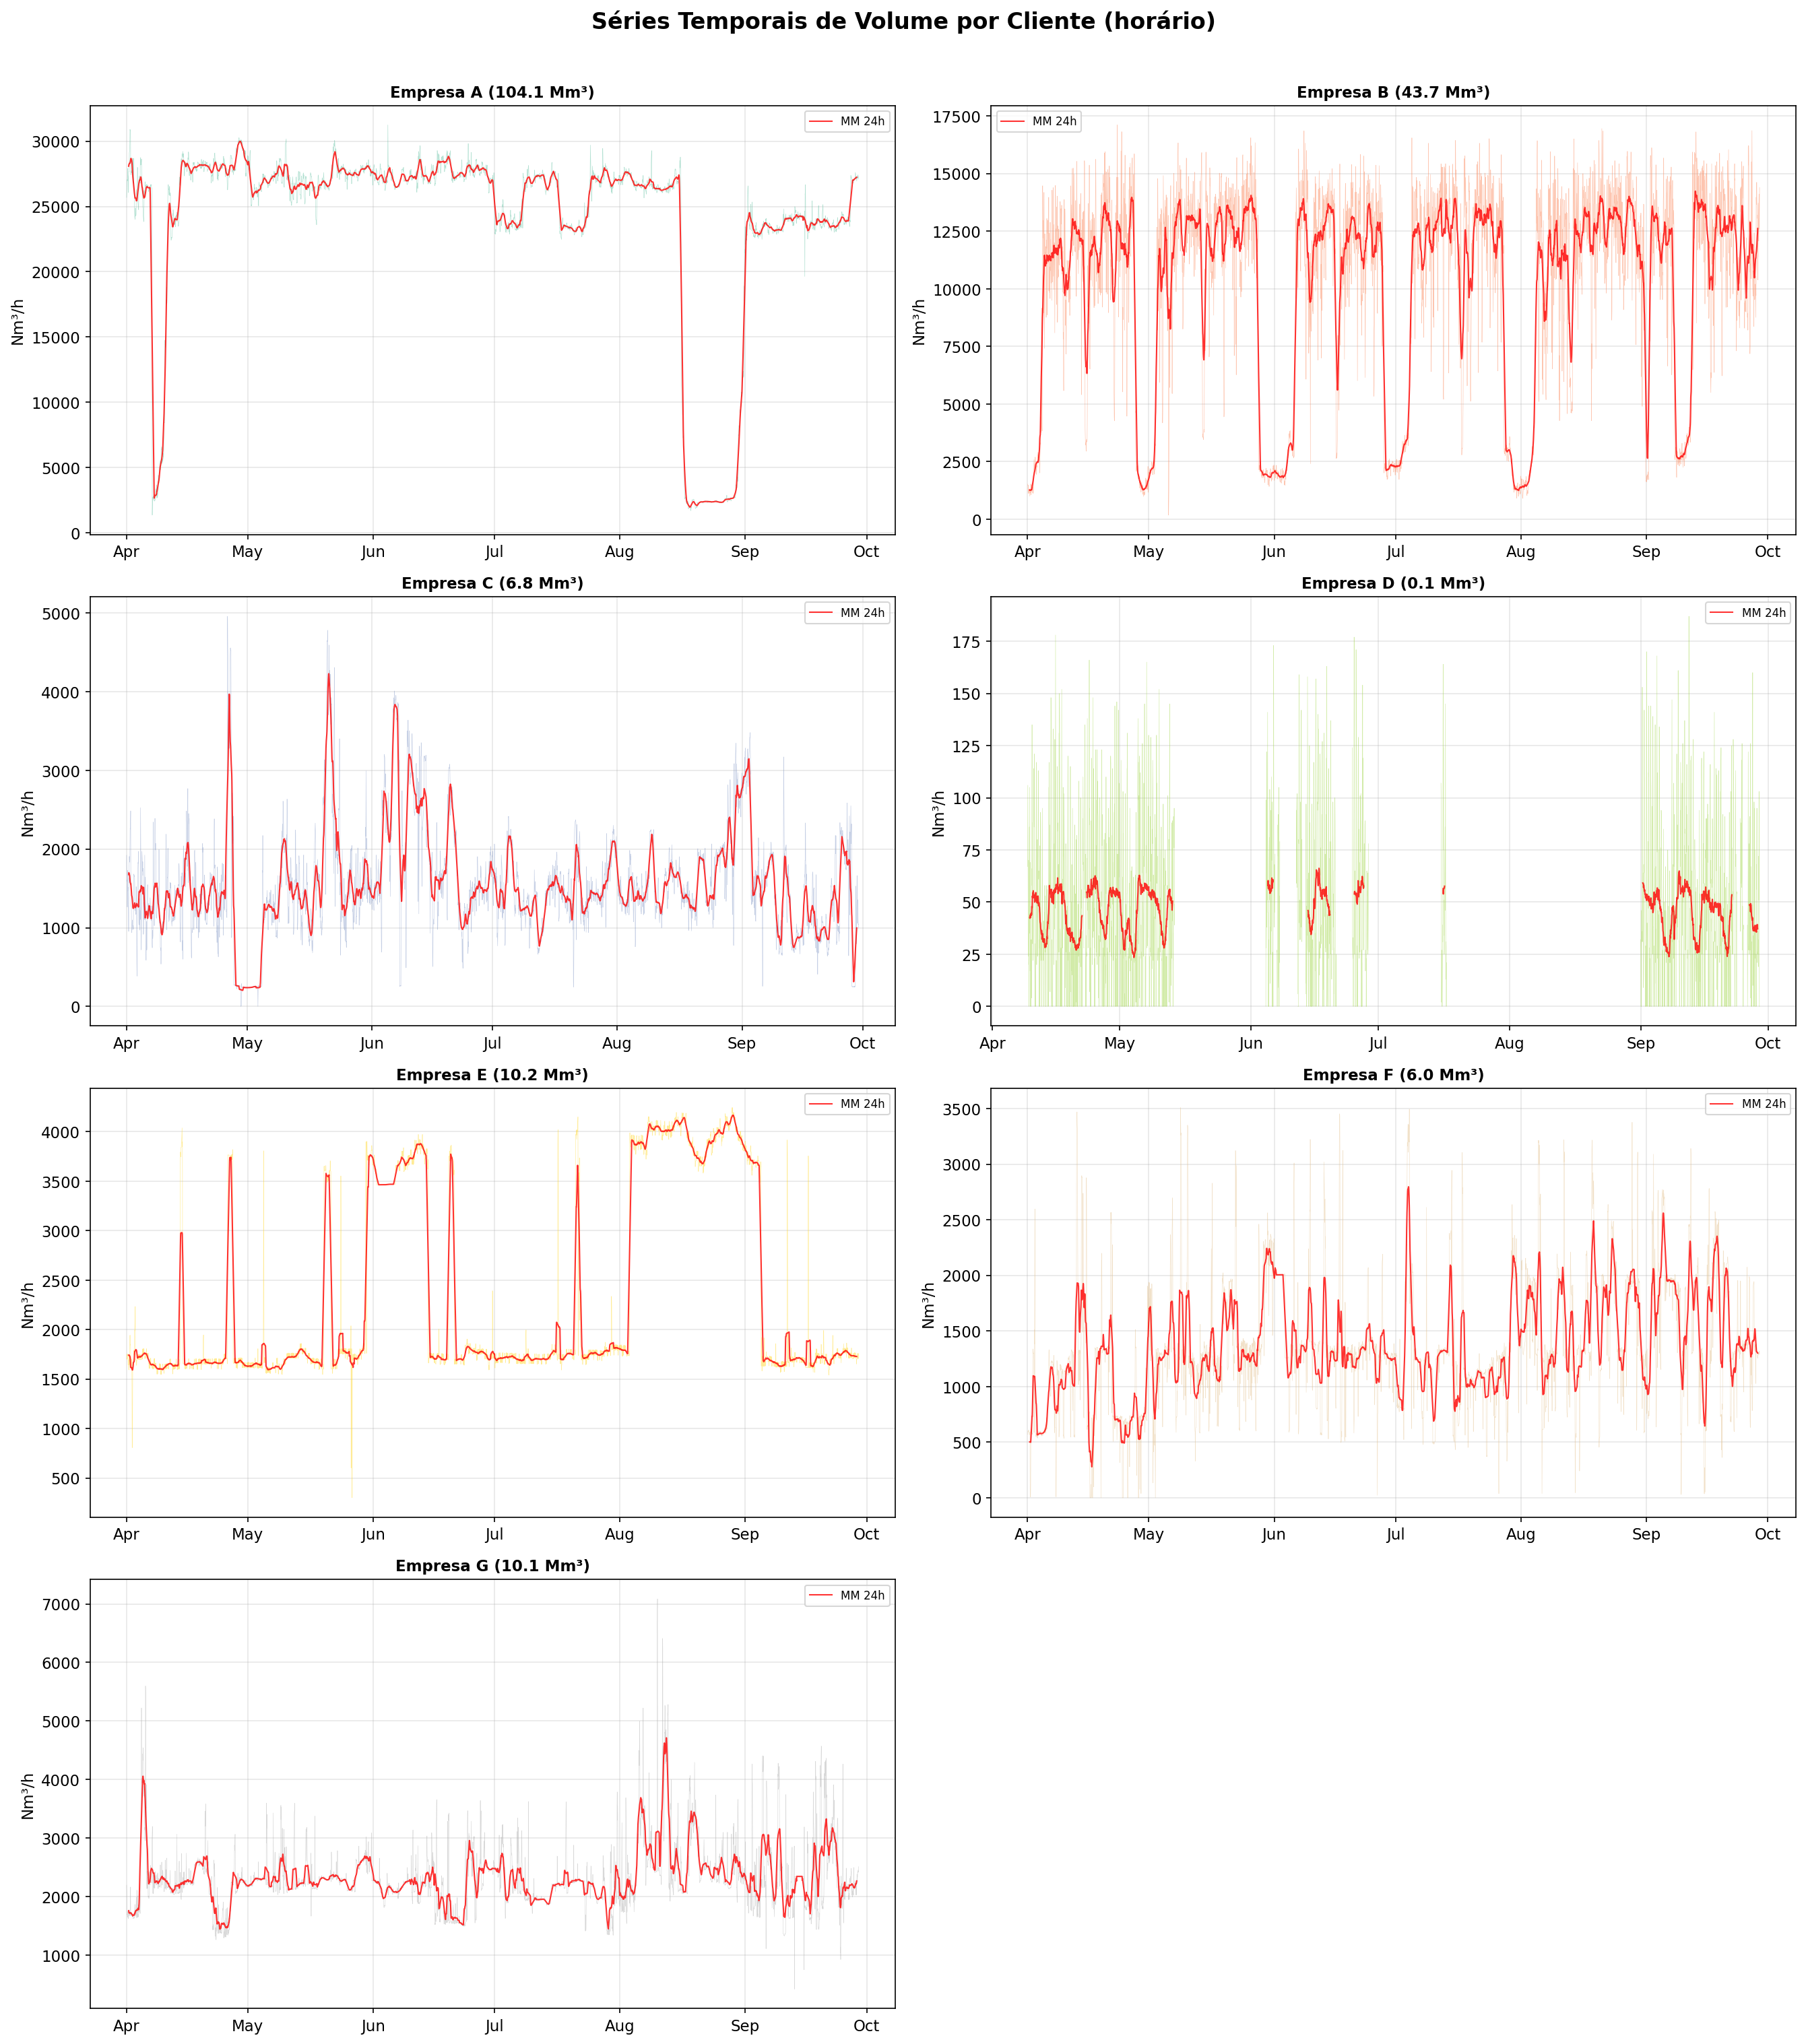 Séries Temporais de Volume por Cliente (horário)
Empresa A (104.1 Mm³)
MM 24h
Nm³/h
30000
25000
20000
15000
10000
5000
0
Apr May Jun Jul Aug Sep Oct
Empresa B (43.7 Mm³)
MM 24h
Nm³/h
17500
15000
12500
10000
7500
5000
2500
0
Apr May Jun Jul Aug Sep Oct
Empresa C (6.8 Mm³)
MM 24h
Nm³/h
5000
4000
3000
2000
1000
0
Apr May Jun Jul Aug Sep Oct
Empresa D (0.1 Mm³)
MM 24h
Nm³/h
175
150
125
100
75
50
25
0
Apr May Jun Jul Aug Sep Oct
Empresa E (10.2 Mm³)
MM 24h
Nm³/h
4000
3500
3000
2500
2000
1500
1000
500
Apr May Jun Jul Aug Sep Oct
Empresa F (6.0 Mm³)
MM 24h
Nm³/h
3500
3000
2500
2000
1500
1000
500
0
Apr May Jun Jul Aug Sep Oct
Empresa G (10.1 Mm³)
MM 24h
Nm³/h
7000
6000
5000
4000
3000
2000
1000
Apr May Jun Jul Aug Sep Oct